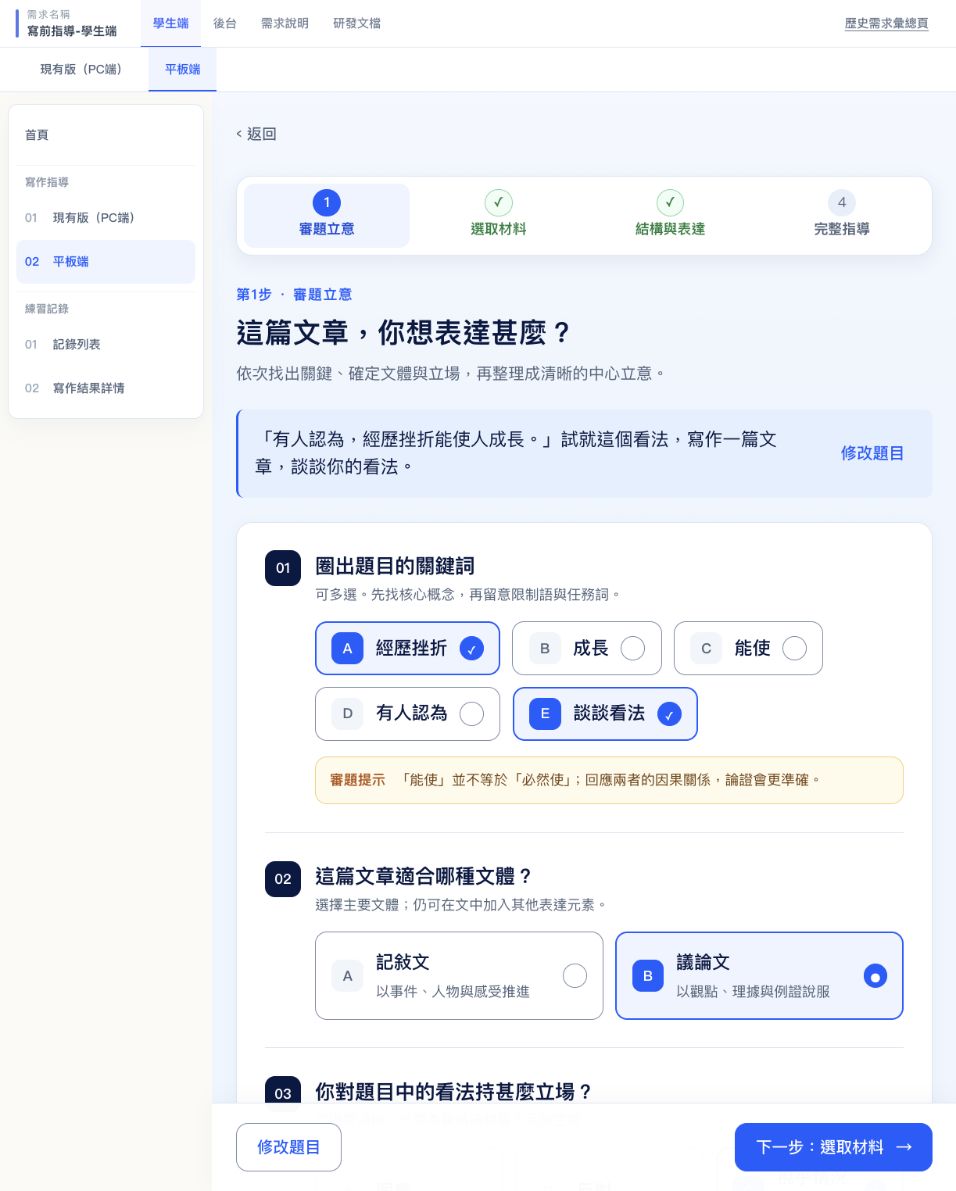 需求名稱
寫前指導-學生端
學生端
後台
需求說明
研發文檔
歷史需求彙總頁
現有版（PC端）
平板端
首頁
寫作指導
01 現有版（PC端）
02 平板端
練習記錄
01 記錄列表
02 寫作結果詳情
‹ 返回
1
審題立意
✓
選取材料
✓
結構與表達
4
完整指導
第1步 · 審題立意
這篇文章，你想表達甚麼？
依次找出關鍵、確定文體與立場，再整理成清晰的中心立意。
「有人認為，經歷挫折能使人成長。」試就這個看法，寫作一篇文
章，談談你的看法。
修改題目
01 圈出題目的關鍵詞
可多選。先找核心概念，再留意限制語與任務詞。
A 經歷挫折 ✓
B 成長
C 能使
D 有人認為
E 談談看法 ✓
審題提示 「能使」並不等於「必然使」；回應兩者的因果關係，論證會更準確。
02 這篇文章適合哪種文體？
選擇主要文體；仍可在文中加入其他表達元素。
A 記敍文
以事件、人物與感受推進
B 議論文
以觀點、理據與例證說服
03 你對題目中的看法持甚麼立場？
修改題目
下一步：選取材料 →